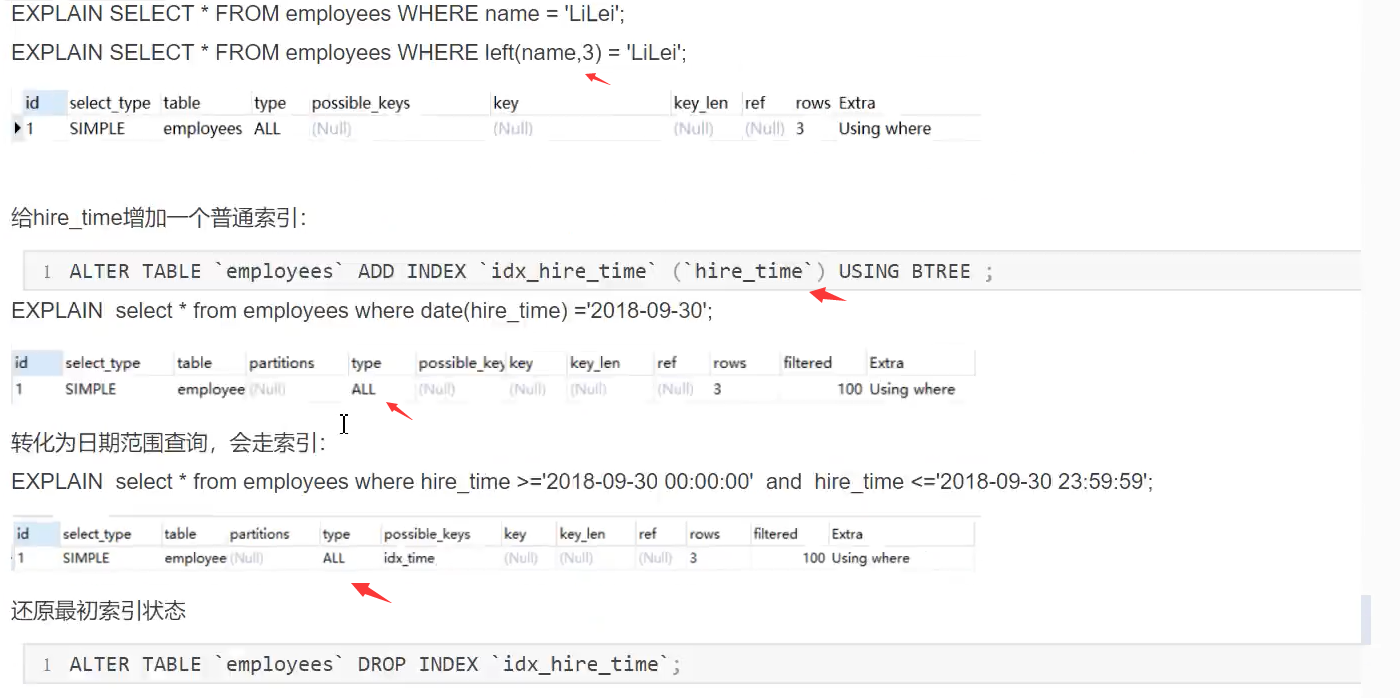 EXPLAIN SELECT * FROM employees WHERE name = 'LiLei';
EXPLAIN SELECT * FROM employees WHERE left(name,3) = 'LiLei';
id select_type table type possible_keys key key_len ref rows Extra
1 SIMPLE employees ALL (Null) (Null) (Null) (Null) 3 Using where
给hire_time增加一个普通索引：
1 ALTER TABLE `employees` ADD INDEX `idx_hire_time` (`hire_time`) USING BTREE ;
EXPLAIN  select * from employees where date(hire_time) ='2018-09-30';
id select_type table partitions type possible_key key key_len ref rows filtered Extra
1 SIMPLE employee (Null) ALL (Null) (Null) (Null) (Null) 3 100 Using where
转化为日期范围查询，会走索引：
EXPLAIN  select * from employees where hire_time >='2018-09-30 00:00:00'  and  hire_time <='2018-09-30 23:59:59';
id select_type table partitions type possible_keys key key_len ref rows filtered Extra
1 SIMPLE employee (Null) ALL idx_time (Null) (Null) (Null) 3 100 Using where
还原最初索引状态
1 ALTER TABLE `employees` DROP INDEX `idx_hire_time`;